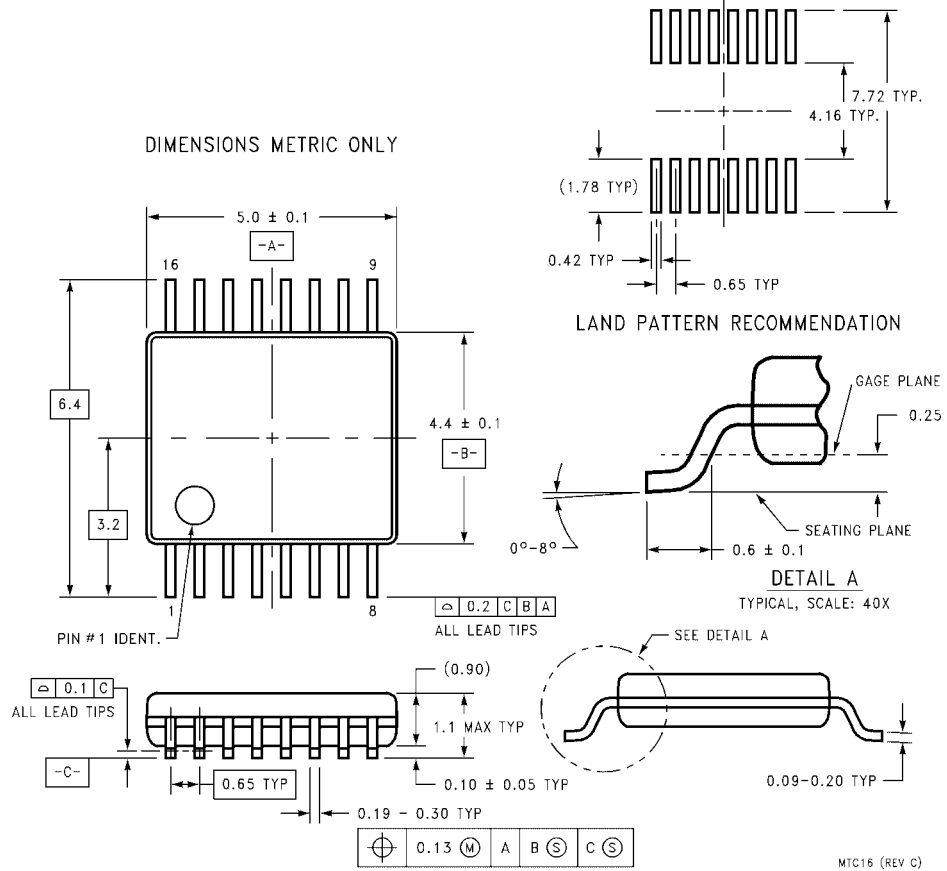 7.72 TYP.
4.16 TYP.
(1.78 TYP)
0.42 TYP
0.65 TYP
LAND PATTERN RECOMMENDATION
DIMENSIONS METRIC ONLY
5.0 ± 0.1
-A-
16
9
6.4
3.2
4.4 ± 0.1
-B-
1
8
PIN #1 IDENT.
⌓ 0.2 C B A
ALL LEAD TIPS
GAGE PLANE
0.25
SEATING PLANE
0°-8°
0.6 ± 0.1
DETAIL A
TYPICAL, SCALE: 40X
SEE DETAIL A
0.09-0.20 TYP
⌓ 0.1 C
ALL LEAD TIPS
-C-
(0.90)
1.1 MAX TYP
0.65 TYP
0.10 ± 0.05 TYP
0.19 - 0.30 TYP
⌖ 0.13 Ⓜ A B Ⓢ C Ⓢ
MTC16 (REV C)